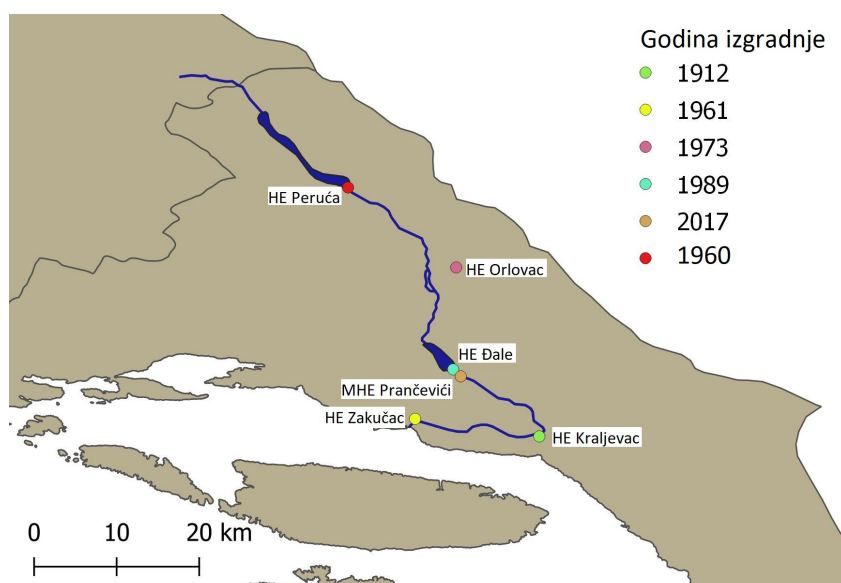 Godina izgradnje
1912
1961
1973
1989
2017
1960
HE Peruća
HE Orlovac
HE Đale
MHE Prančevići
HE Zakučac
HE Kraljevac
0 10 20 km